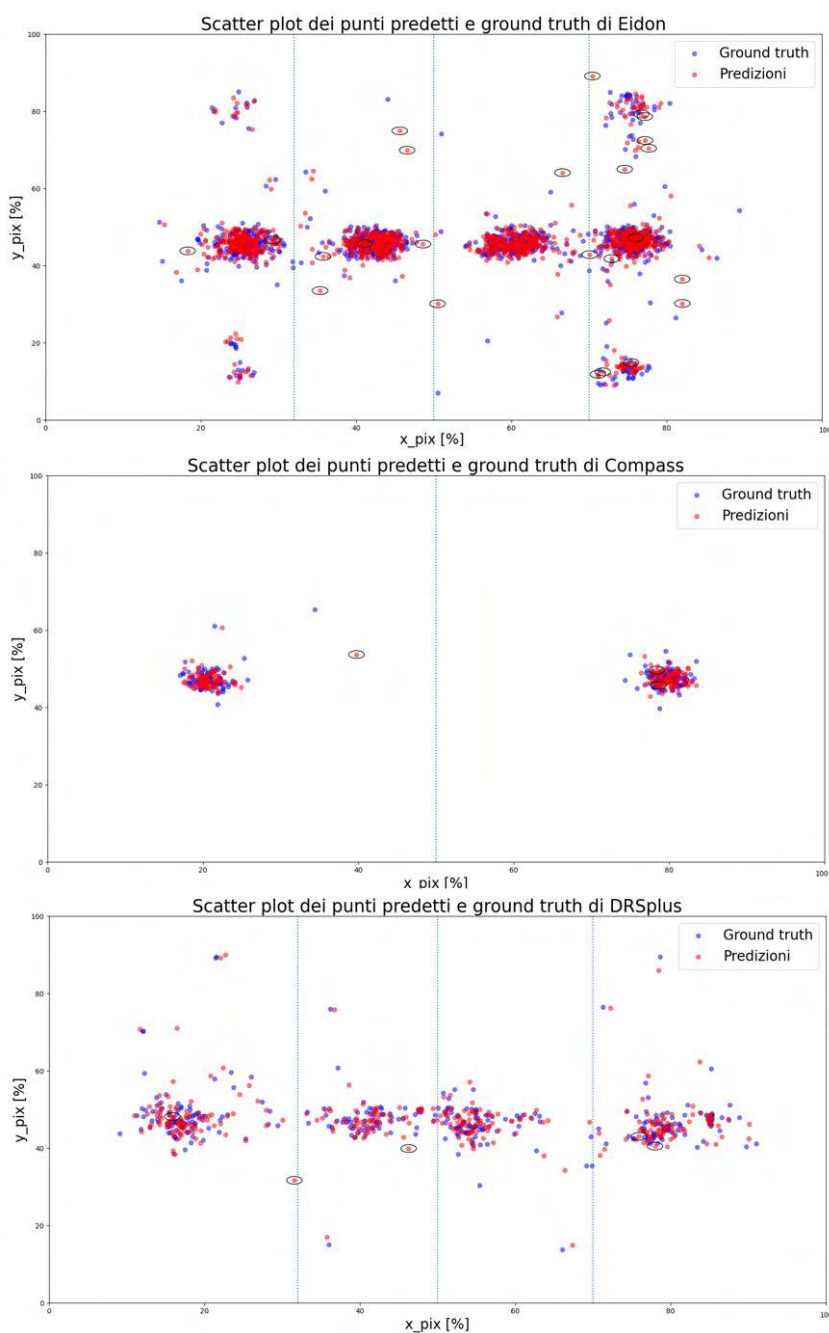 Scatter plot dei punti predetti e ground truth di Eidon
100
80
60
40
20
0
y_pix [%]
Ground truth
Predizioni
0 20 40 60 80 100
x_pix [%]
Scatter plot dei punti predetti e ground truth di Compass
100
80
60
40
20
0
y_pix [%]
Ground truth
Predizioni
0 20 40 60 80 100
x_pix [%]
Scatter plot dei punti predetti e ground truth di DRSplus
100
80
60
40
20
0
y_pix [%]
Ground truth
Predizioni
0 20 40 60 80 100
x_pix [%]